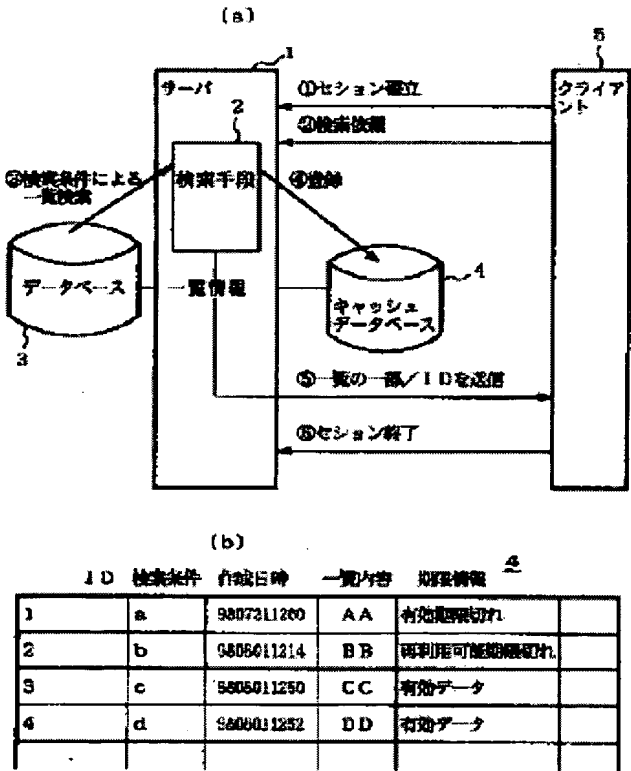 (a)
1
5
サーバ
2
①セション確立
クライア
ント
②検索依頼
③検索条件による
一覧検索
検索手段
④登録
データベース
一覧情報
キャッシュ
データベース
4
3
⑤一覧の一部／IDを送信
⑥セション終了
(b)
4
ID 検索条件 作成日時 一覧内容 期限情報
1 a 9807311200 AA 有効期限切れ
2 b BB 再利用可能期限切れ
3 c CC 有効データ
4 d DD 有効データ